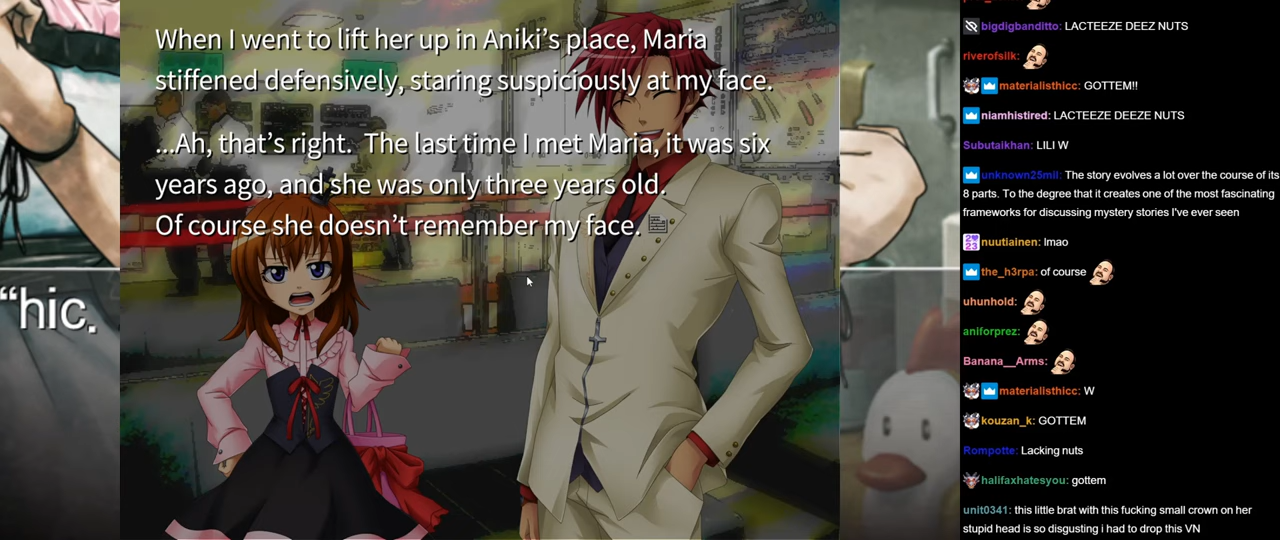 When I went to lift her up in Aniki’s place, Maria
stiffened defensively, staring suspiciously at my face.
...Ah, that’s right.  The last time I met Maria, it was six
years ago, and she was only three years old.
Of course she doesn’t remember my face.
“hic.
bigdigbanditto: LACTEEZE DEEZ NUTS
riverofsilk:
materialisthicc: GOTTEM!!
niamhistired: LACTEEZE DEEZE NUTS
Subutaikhan: LILI W
unknown25mil: The story evolves a lot over the course of its
8 parts. To the degree that it creates one of the most fascinating
frameworks for discussing mystery stories I've ever seen
nuutiainen: lmao
the_h3rpa: of course
uhunhold:
aniforprez:
Banana__Arms:
materialisthicc: W
kouzan_k: GOTTEM
Rompotte: Lacking nuts
halifaxhatesyou: gottem
unit0341: this little brat with this fucking small crown on her
stupid head is so disgusting i had to drop this VN